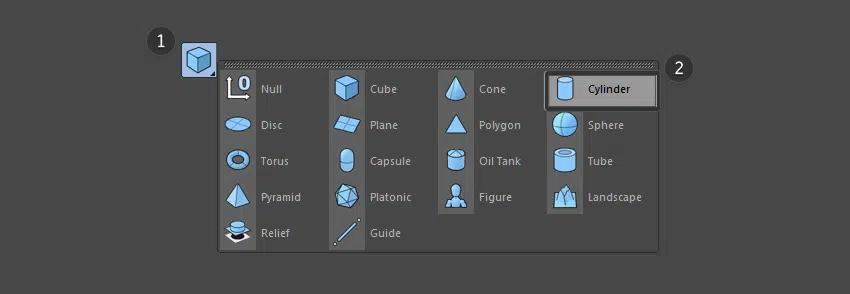 1
2
0 Null Cube Cone Cylinder
Disc Plane Polygon Sphere
Torus Capsule Oil Tank Tube
Pyramid Platonic Figure Landscape
Relief Guide